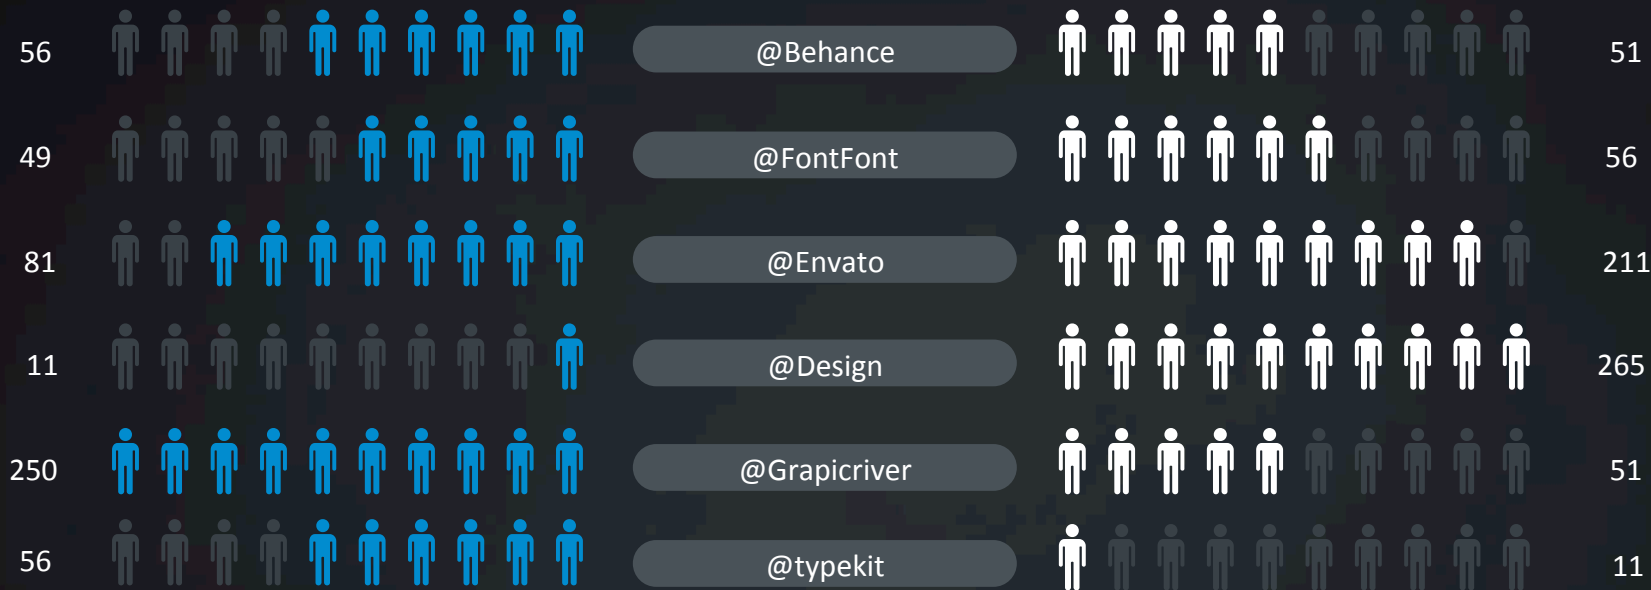 56 @Behance 51
49 @FontFont 56
81 @Envato 211
11 @Design 265
250 @Grapicriver 51
56 @typekit 11